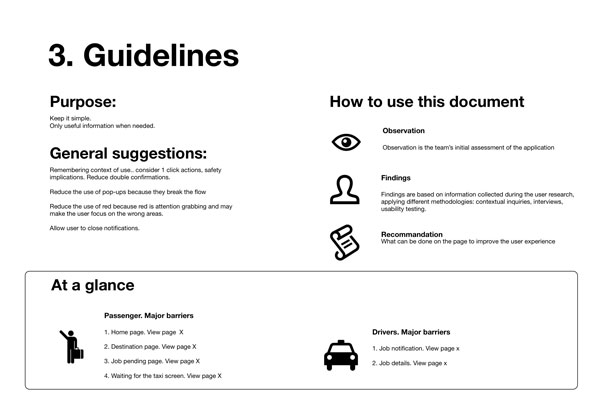 3. Guidelines
Purpose:
Keep it simple.
Only useful information when needed.
General suggestions:
Remembering context of use.. consider 1 click actions, safety
implications. Reduce double confirmations.
Reduce the use of pop-ups because they break the flow
Reduce the use of red because red is attention grabbing and may
make the user focus on the wrong areas.
Allow user to close notifications.
How to use this document
Observation
Observation is the team's initial assessment of the application
Findings
Findings are based on information collected during the user research,
applying different methodologies: contextual inquiries, interviews,
usability testing.
Recommandation
What can be done on the page to improve the user experience
At a glance
Passenger. Major barriers
1. Home page. View page  X
2. Destination page. View page X
3. Job pending page. View page X
4. Waiting for the taxi screen. View page X
Drivers. Major barriers
1. Job notification. View page x
2. Job details. View page x